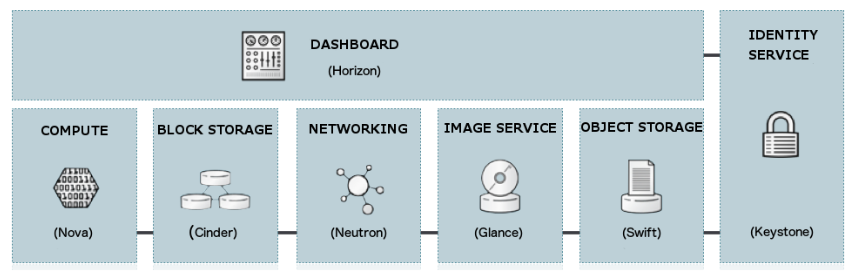 DASHBOARD
(Horizon)
IDENTITY
SERVICE
COMPUTE
BLOCK STORAGE
NETWORKING
IMAGE SERVICE
OBJECT STORAGE
(Nova)
(Cinder)
(Neutron)
(Glance)
(Swift)
(Keystone)